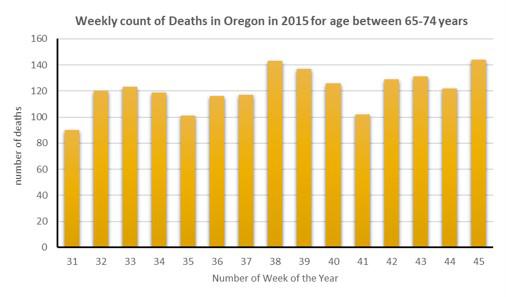 Weekly count of Deaths in Oregon in 2015 for age between 65-74 years
160
140
120
100
80
60
40
20
0
number of deaths
31 32 33 34 35 36 37 38 39 40 41 42 43 44 45
Number of Week of the Year